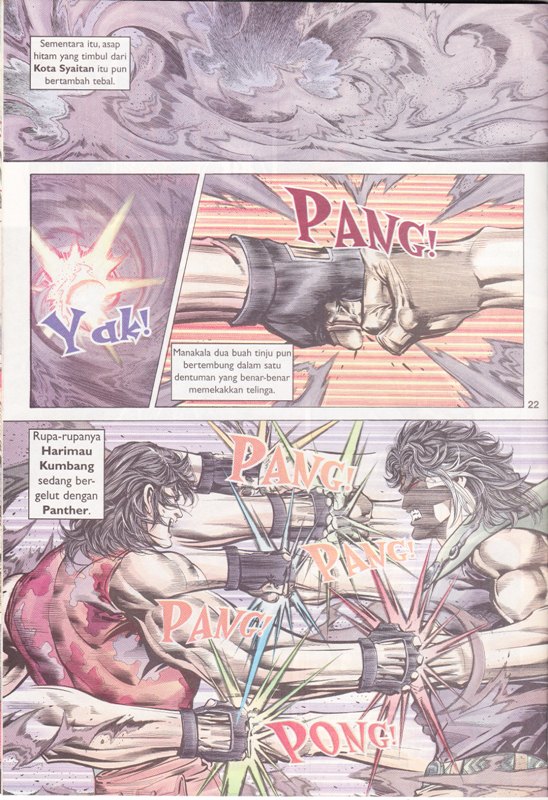 Sementara itu, asap
hitam yang timbul dari
Kota Syaitan itu pun
bertambah tebal.
Yak!
PANG!
Manakala dua buah tinju pun
bertembung dalam satu
dentuman yang benar-benar
memekakkan telinga.
22
Rupa-rupanya
Harimau
Kumbang
sedang ber-
gelut dengan
Panther.
PANG!
PANG!
PANG!
PONG!